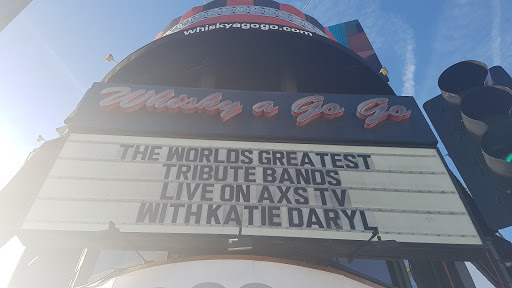 whiskyagogo.com
Whisky a Go Go
THE WORLDS GREATEST
TRIBUTE BANDS
LIVE ON AXS TV
WITH KATIE DARYL